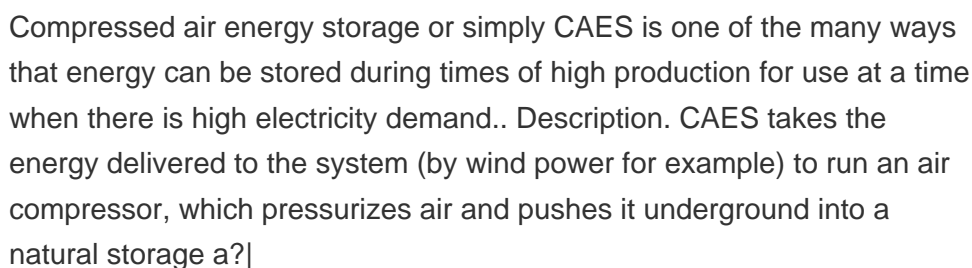 Compressed air energy storage or simply CAES is one of the many ways
that energy can be stored during times of high production for use at a time
when there is high electricity demand.. Description. CAES takes the
energy delivered to the system (by wind power for example) to run an air
compressor, which pressurizes air and pushes it underground into a
natural storage a?|